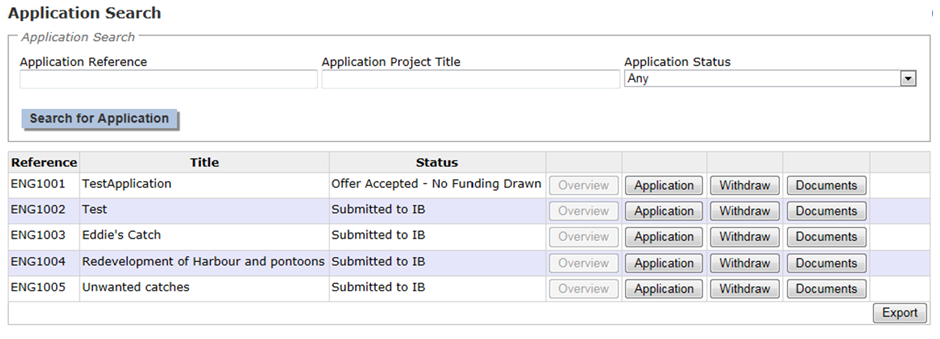 Application Search
Application Search
Application Reference Application Project Title Application Status
Any
Search for Application
Reference Title Status
ENG1001 TestApplication Offer Accepted - No Funding Drawn Overview Application Withdraw Documents
ENG1002 Test Submitted to IB Overview Application Withdraw Documents
ENG1003 Eddie's Catch Submitted to IB Overview Application Withdraw Documents
ENG1004 Redevelopment of Harbour and pontoons Submitted to IB Overview Application Withdraw Documents
ENG1005 Unwanted catches Submitted to IB Overview Application Withdraw Documents
Export